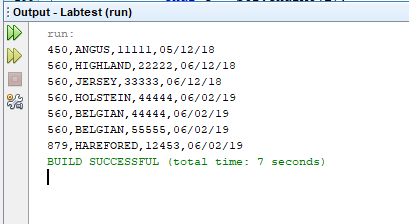 Output - Labtest (run)
run:
450,ANGUS,11111,05/12/18
560,HIGHLAND,22222,06/12/18
560,JERSEY,33333,06/12/18
560,HOLSTEIN,44444,06/02/19
560,BELGIAN,44444,06/02/19
560,BELGIAN,55555,06/02/19
879,HAREFORED,12453,06/02/19
BUILD SUCCESSFUL (total time: 7 seconds)